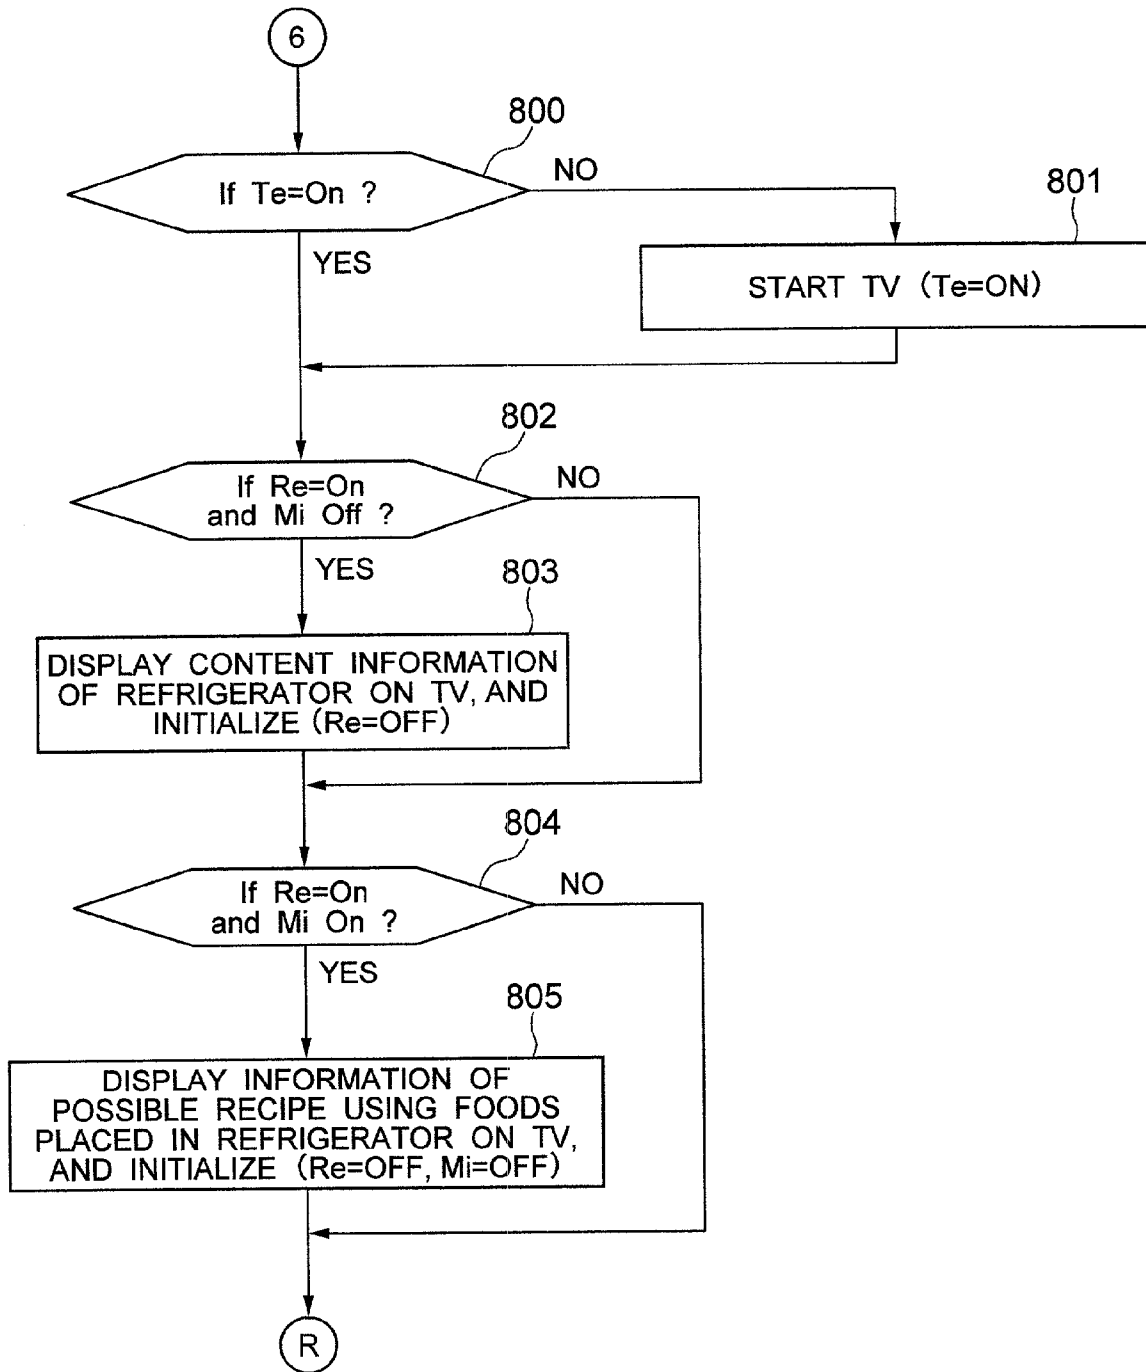 6
800
If Te=On ?
NO
801
YES
START TV (Te=ON)
802
If Re=On
and Mi Off ?
NO
YES
803
DISPLAY CONTENT INFORMATION
OF REFRIGERATOR ON TV, AND
INITIALIZE (Re=OFF)
804
If Re=On
and Mi On ?
NO
YES
805
DISPLAY INFORMATION OF
POSSIBLE RECIPE USING FOODS
PLACED IN REFRIGERATOR ON TV,
AND INITIALIZE (Re=OFF, Mi=OFF)
R